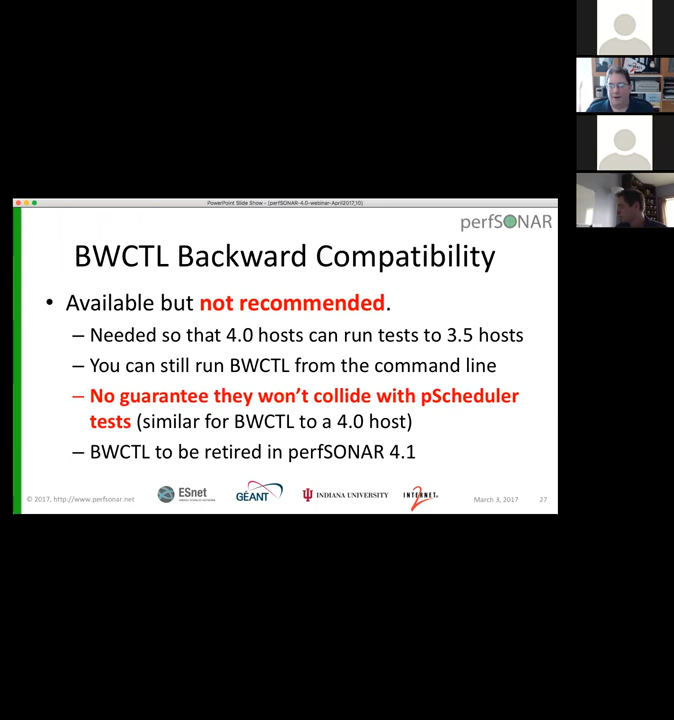 PowerPoint Slide Show - [perfSONAR-4.0-webinar-April2017_10]
perfSONAR
BWCTL Backward Compatibility
• Available but not recommended.
– Needed so that 4.0 hosts can run tests to 3.5 hosts
– You can still run BWCTL from the command line
– No guarantee they won't collide with pScheduler
tests (similar for BWCTL to a 4.0 host)
– BWCTL to be retired in perfSONAR 4.1
© 2017, http://www.perfsonar.net
ESnet
GÉANT
INDIANA UNIVERSITY
INTERNET
2
March 3, 2017
27